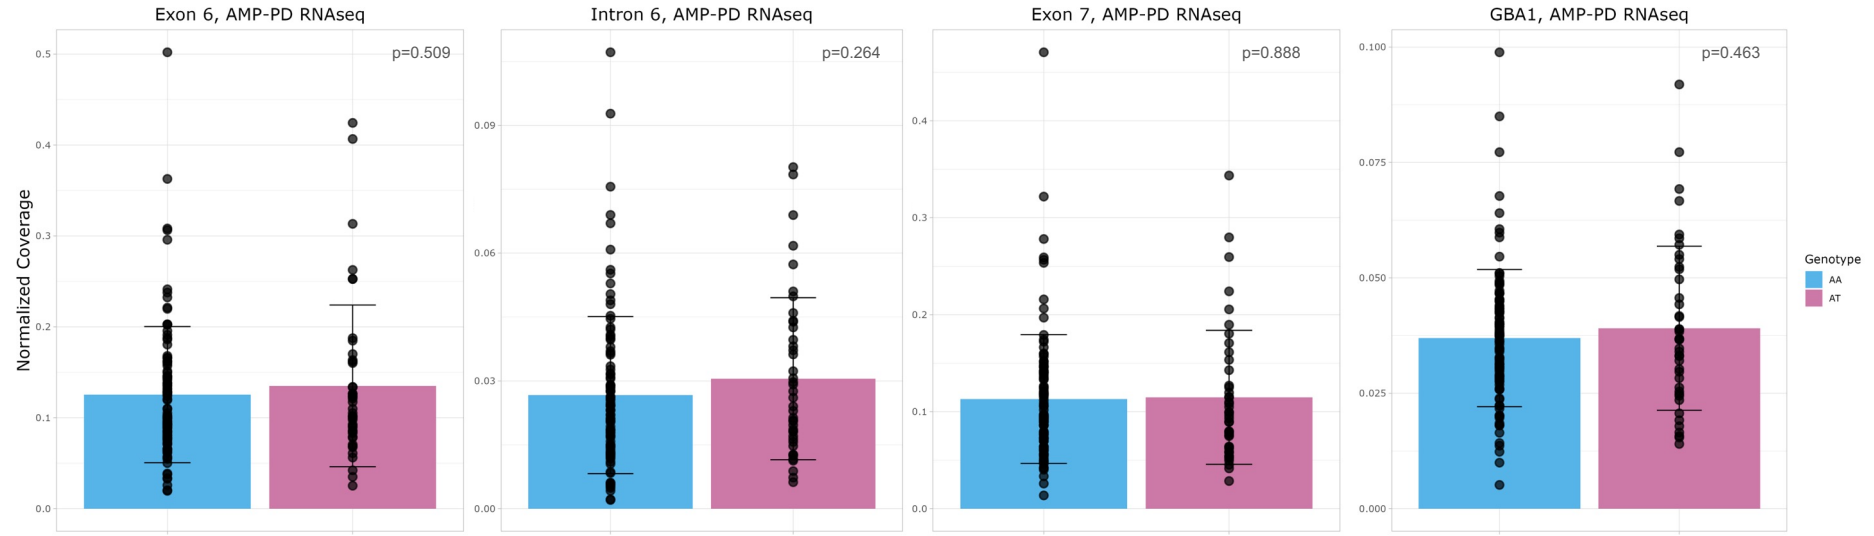 Exon 6, AMP-PD RNAseq
Intron 6, AMP-PD RNAseq
Exon 7, AMP-PD RNAseq
GBA1, AMP-PD RNAseq
Normalized Coverage
p=0.509
0.5
0.4
0.3
0.2
0.1
0.0
p=0.264
0.09
0.06
0.03
0.00
p=0.888
0.4
0.3
0.2
0.1
0.0
p=0.463
0.100
0.075
0.050
0.025
0.000
Genotype
AA
AT